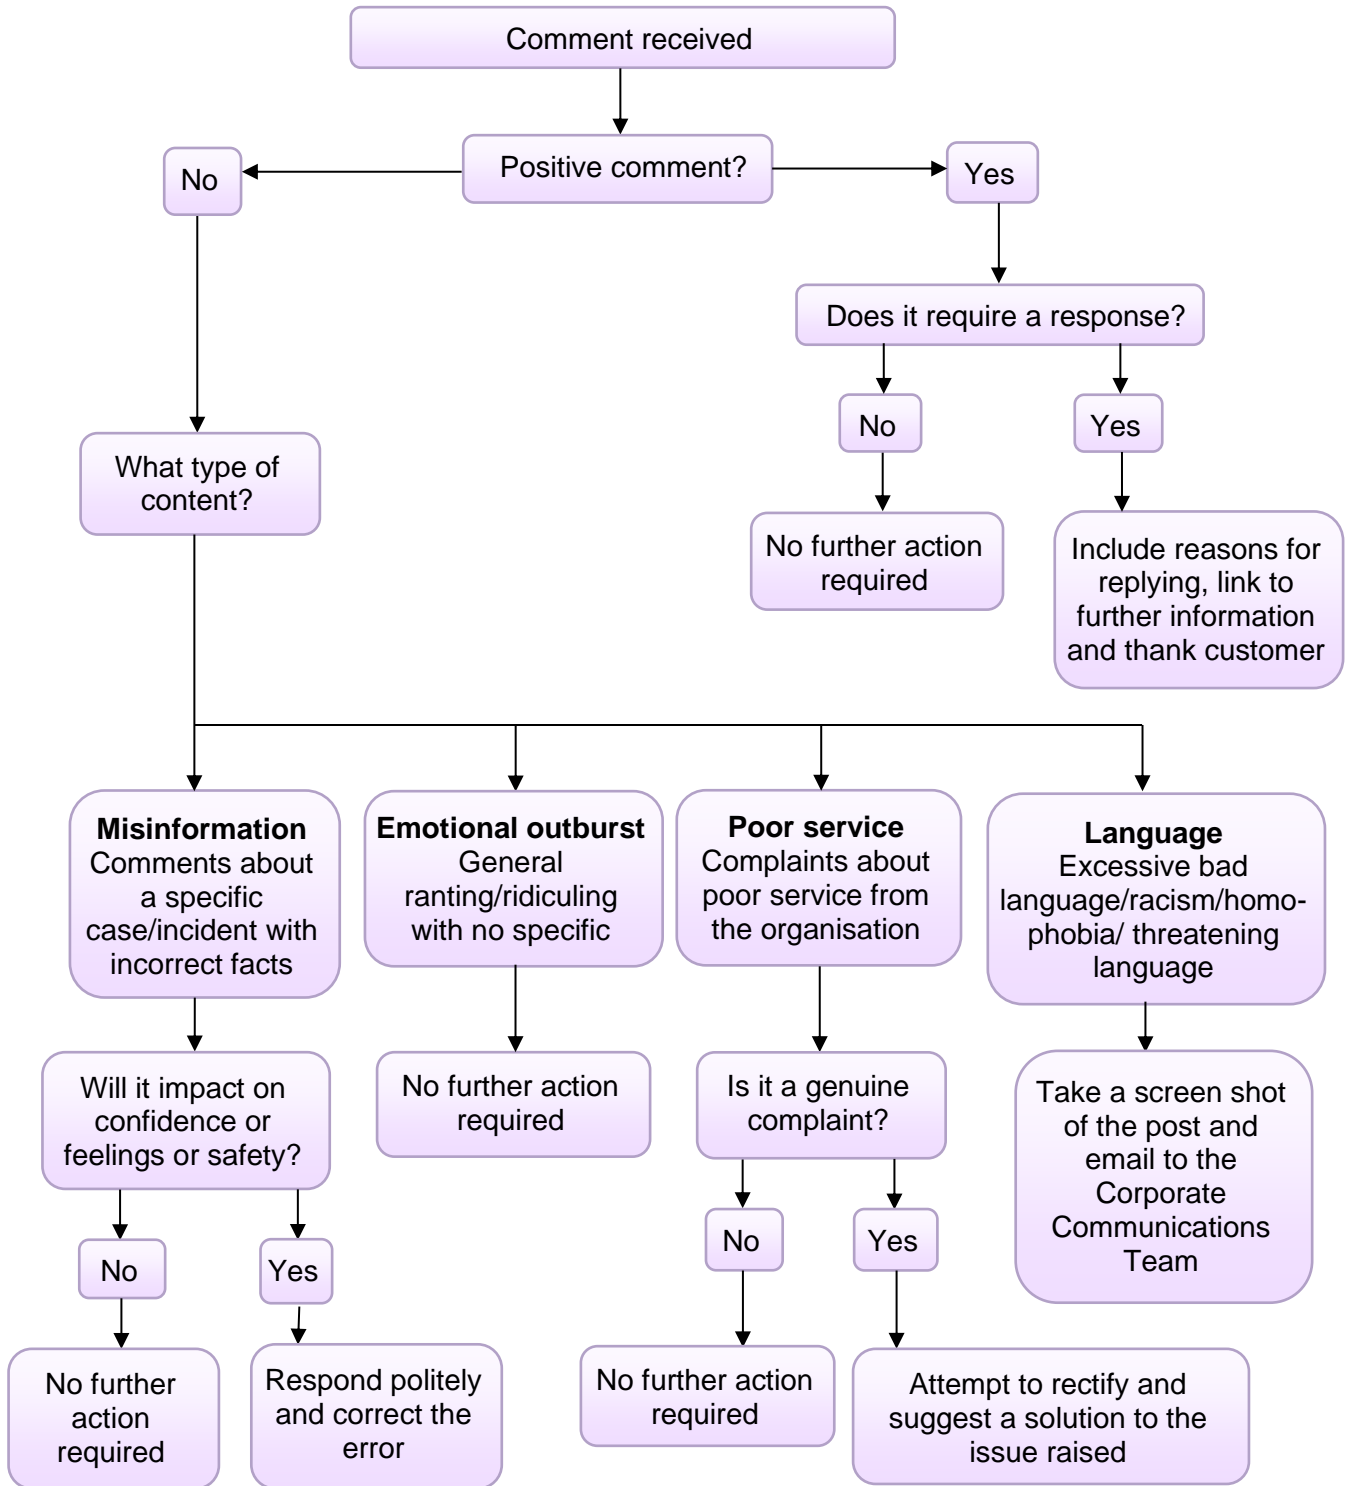 Comment received
Positive comment?
No
Yes
Does it require a response?
No
Yes
What type of
content?
No further action
required
Include reasons for
replying, link to
further information
and thank customer
Misinformation
Comments about
a specific
case/incident with
incorrect facts
Emotional outburst
General
ranting/ridiculing
with no specific
Poor service
Complaints about
poor service from
the organisation
Language
Excessive bad
language/racism/homo-
phobia/ threatening
language
Will it impact on
confidence or
feelings or safety?
No further action
required
Is it a genuine
complaint?
Take a screen shot
of the post and
email to the
Corporate
Communications
Team
No
Yes
No
Yes
No further
action
required
Respond politely
and correct the
error
No further action
required
Attempt to rectify and
suggest a solution to the
issue raised